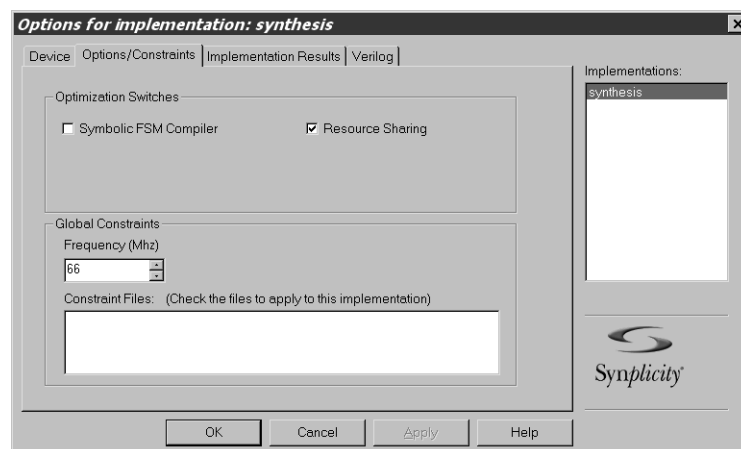 Options for implementation: synthesis
Device Options/Constraints Implementation Results Verilog
Implementations:
synthesis
Optimization Switches
Symbolic FSM Compiler Resource Sharing
Global Constraints
Frequency (Mhz)
66
Constraint Files: (Check the files to apply to this implementation)
Synplicity®
OK Cancel Apply Help